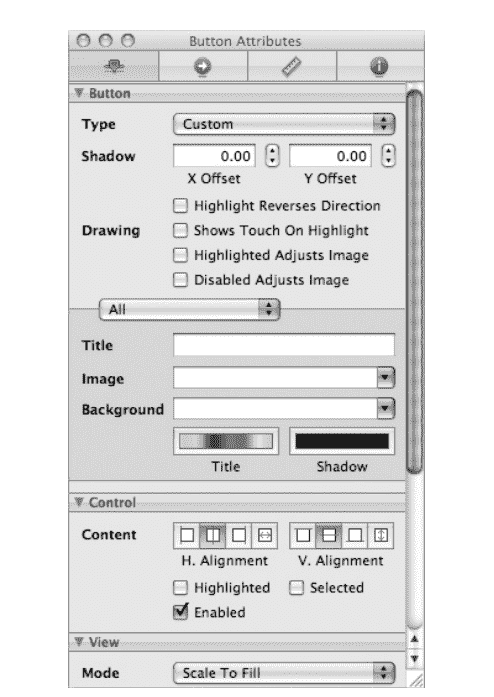 Button Attributes
Button
Type Custom
Shadow 0.00 0.00
X Offset Y Offset
Highlight Reverses Direction
Drawing Shows Touch On Highlight
Highlighted Adjusts Image
Disabled Adjusts Image
All
Title
Image
Background
Title Shadow
Control
Content
H. Alignment V. Alignment
Highlighted Selected
Enabled
View
Mode Scale To Fill